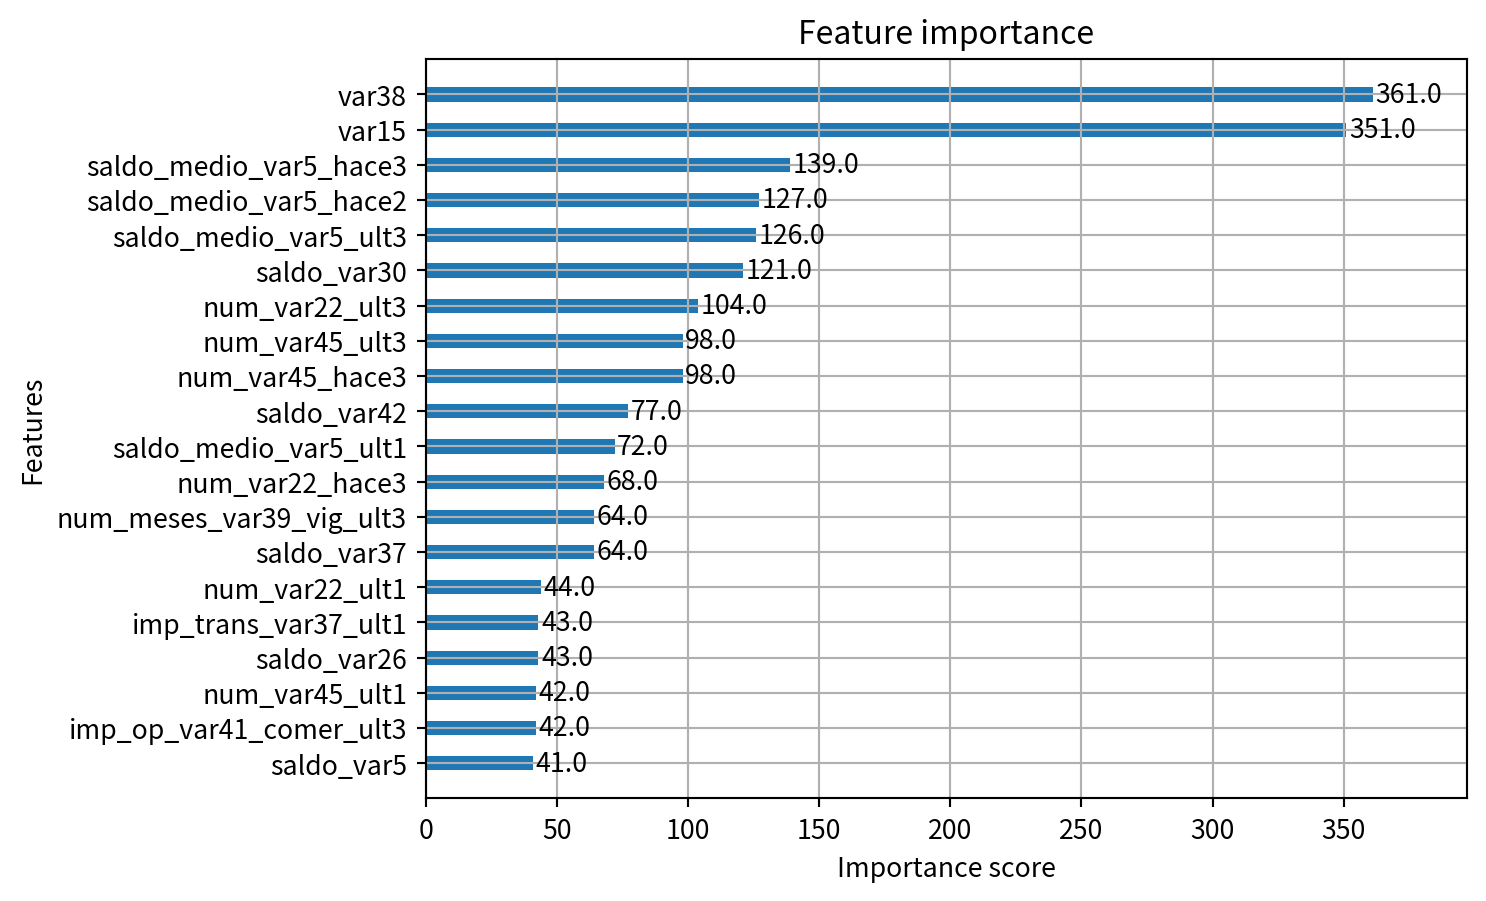 Feature importance
Features
var38 361.0
var15 351.0
saldo_medio_var5_hace3 139.0
saldo_medio_var5_hace2 127.0
saldo_medio_var5_ult3 126.0
saldo_var30 121.0
num_var22_ult3 104.0
num_var45_ult3 98.0
num_var45_hace3 98.0
saldo_var42 77.0
saldo_medio_var5_ult1 72.0
num_var22_hace3 68.0
num_meses_var39_vig_ult3 64.0
saldo_var37 64.0
num_var22_ult1 44.0
imp_trans_var37_ult1 43.0
saldo_var26 43.0
num_var45_ult1 42.0
imp_op_var41_comer_ult3 42.0
saldo_var5 41.0
0 50 100 150 200 250 300 350
Importance score